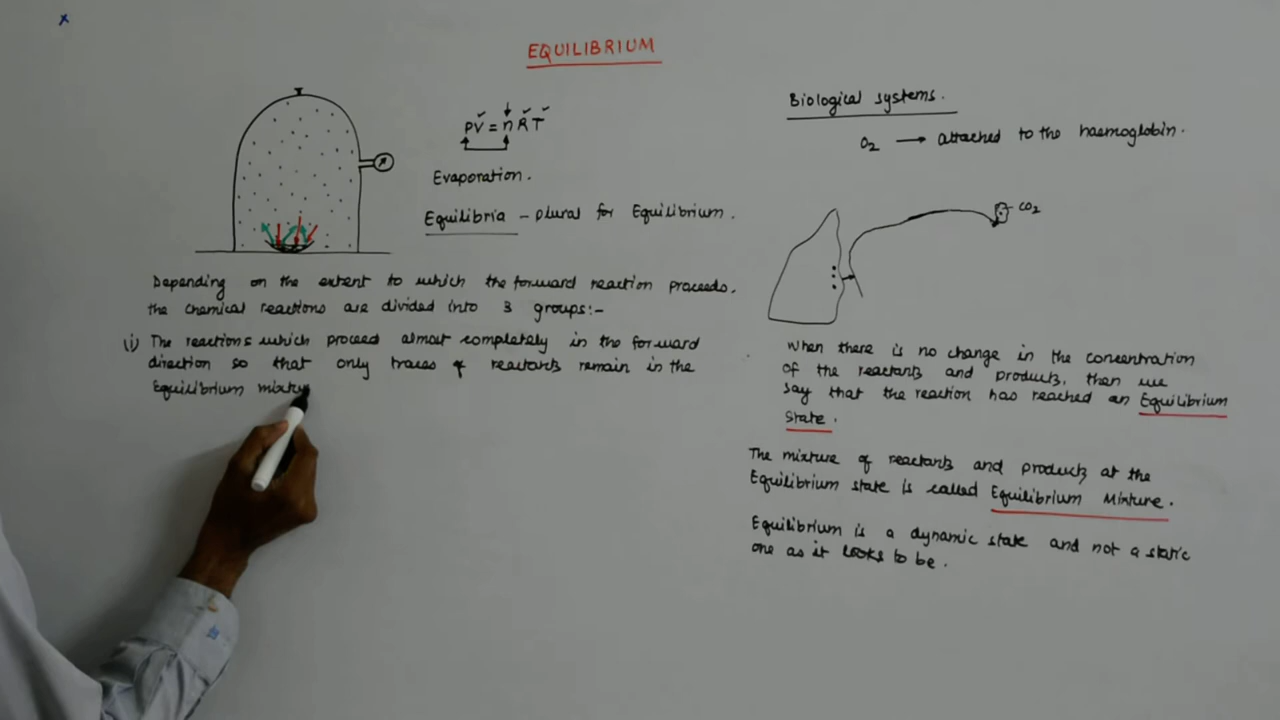 EQUILIBRIUM
PV = nRT
Evaporation.
Equilibria - plural for Equilibrium.
Depending on the extent to which the forward reaction proceeds.
the chemical reactions are divided into 3 groups:-
(i) The reactions which proceed almost completely in the forward
direction so that only traces of reactants remain in the
Equilibrium mixtu
Biological systems.
O₂ → attached to the haemoglobin.
CO₂
When there is no change in the concentration
of the reactants and products, then we
say that the reaction has reached an Equilibrium
State.
The mixture of reactants and products at the
Equilibrium state is called Equilibrium Mixture.
Equilibrium is a dynamic state and not a static
one as it looks to be.